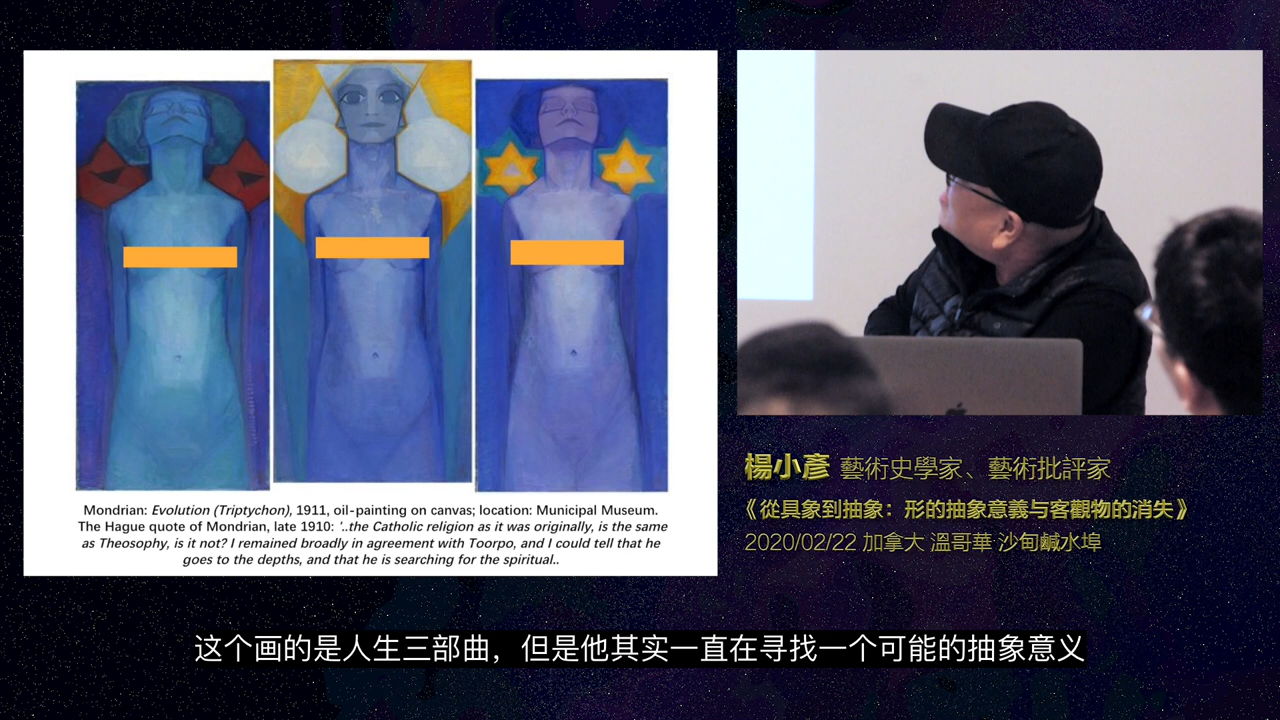 Mondrian: Evolution (Triptychon), 1911, oil-painting on canvas; location: Municipal Museum.
The Hague quote of Mondrian, late 1910: '..the Catholic religion as it was originally, is the same
as Theosophy, is it not? I remained broadly in agreement with Toorpo, and I could tell that he
goes to the depths, and that he is searching for the spiritual..
楊小彥 藝術史學家、藝術批評家
《從具象到抽象：形的抽象意義与客觀物的消失》
2020/02/22 加拿大 溫哥華 沙甸鹹水埠
这个画的是人生三部曲，但是他其实一直在寻找一个可能的抽象意义